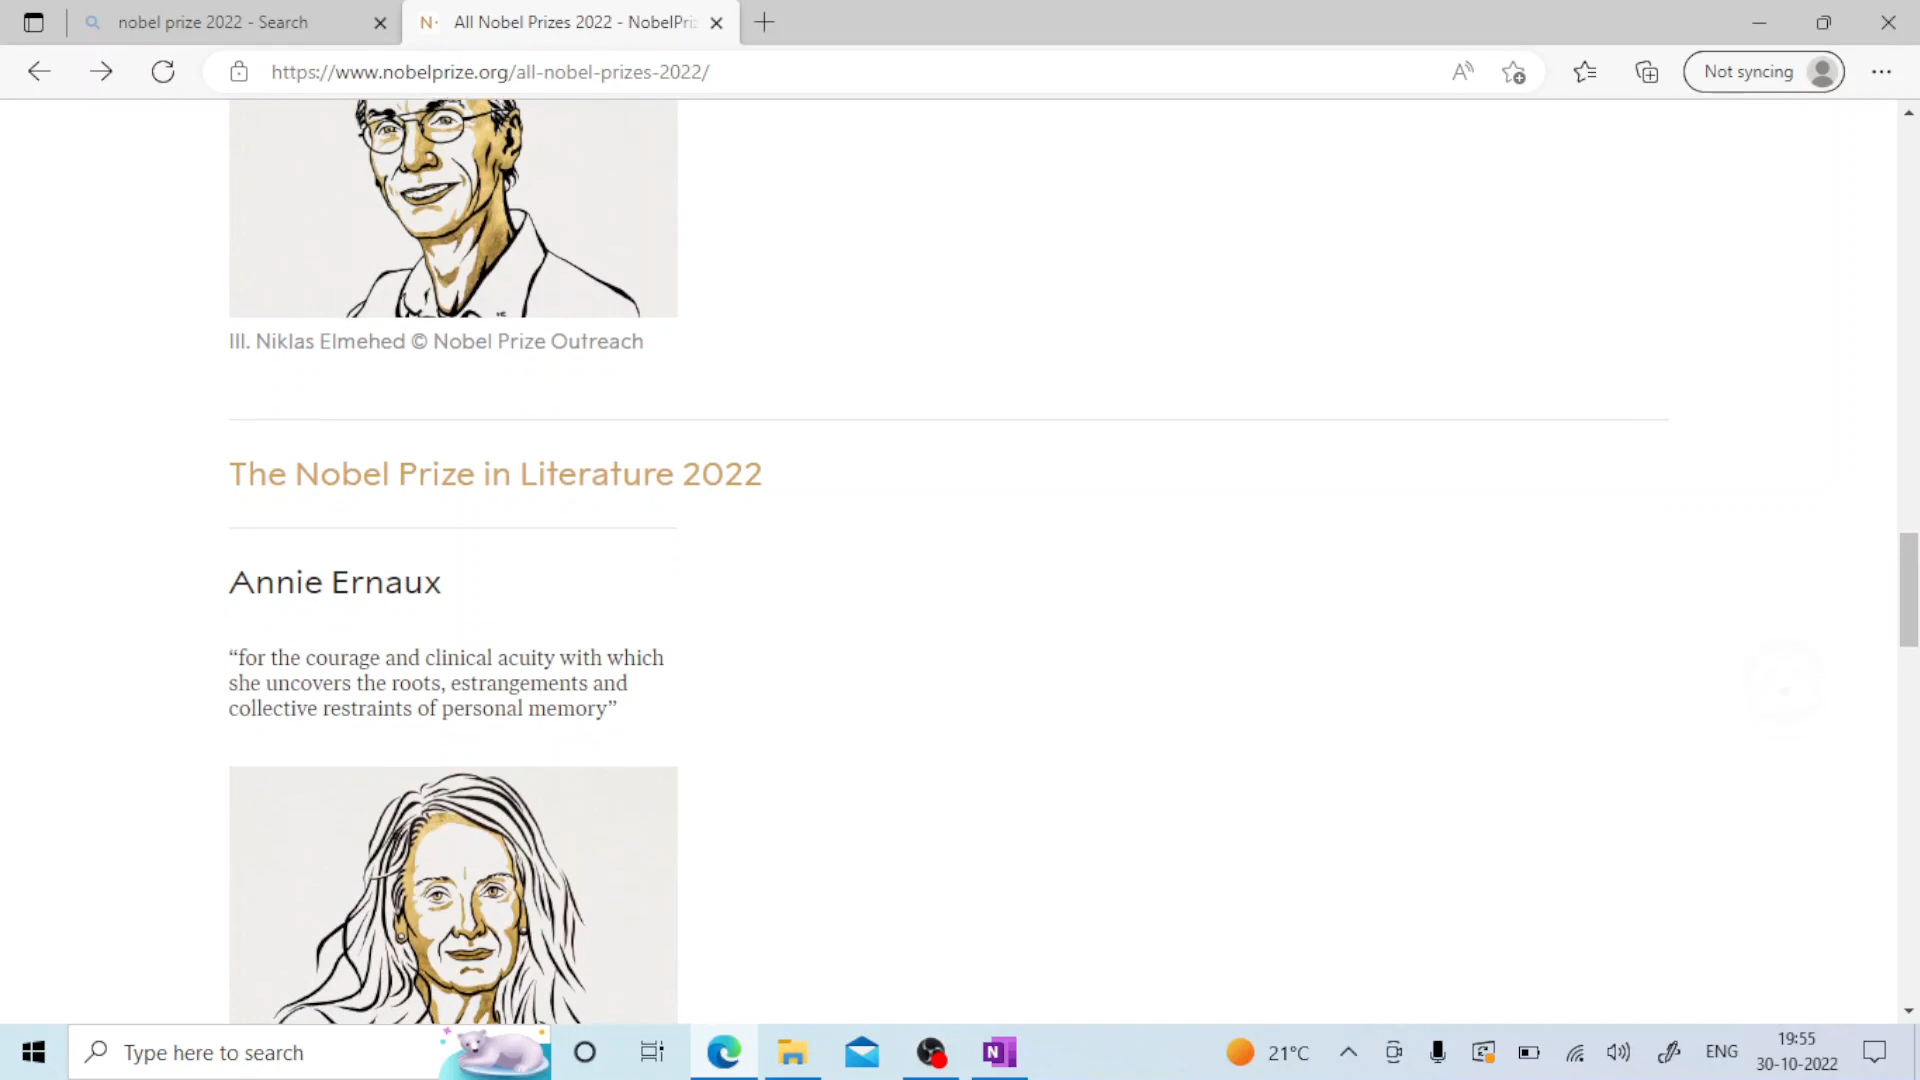 nobel prize 2022 - Search
All Nobel Prizes 2022 - NobelPri
https://www.nobelprize.org/all-nobel-prizes-2022/
Not syncing
III. Niklas Elmehed © Nobel Prize Outreach
The Nobel Prize in Literature 2022
Annie Ernaux
“for the courage and clinical acuity with which
she uncovers the roots, estrangements and
collective restraints of personal memory”
Type here to search
21°C
ENG
19:55
30-10-2022